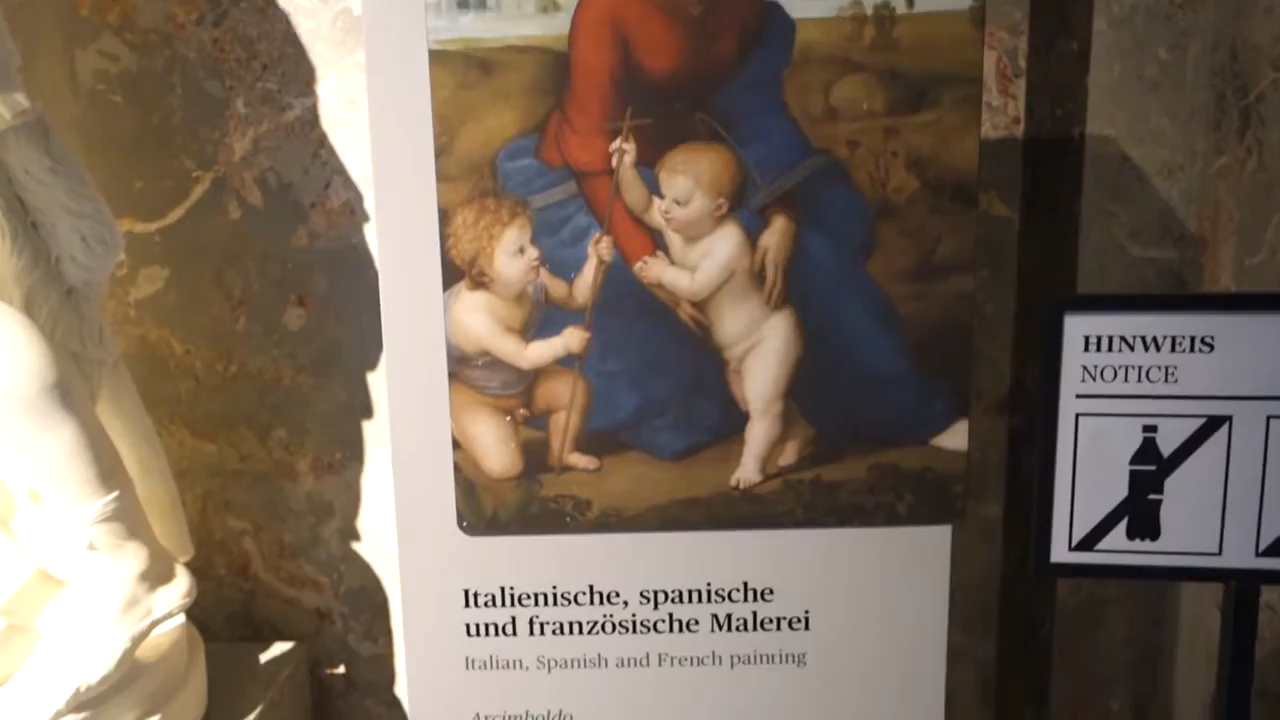 Italienische, spanische
und französische Malerei
Italian, Spanish and French painting
Arcimboldo
HINWEIS
NOTICE